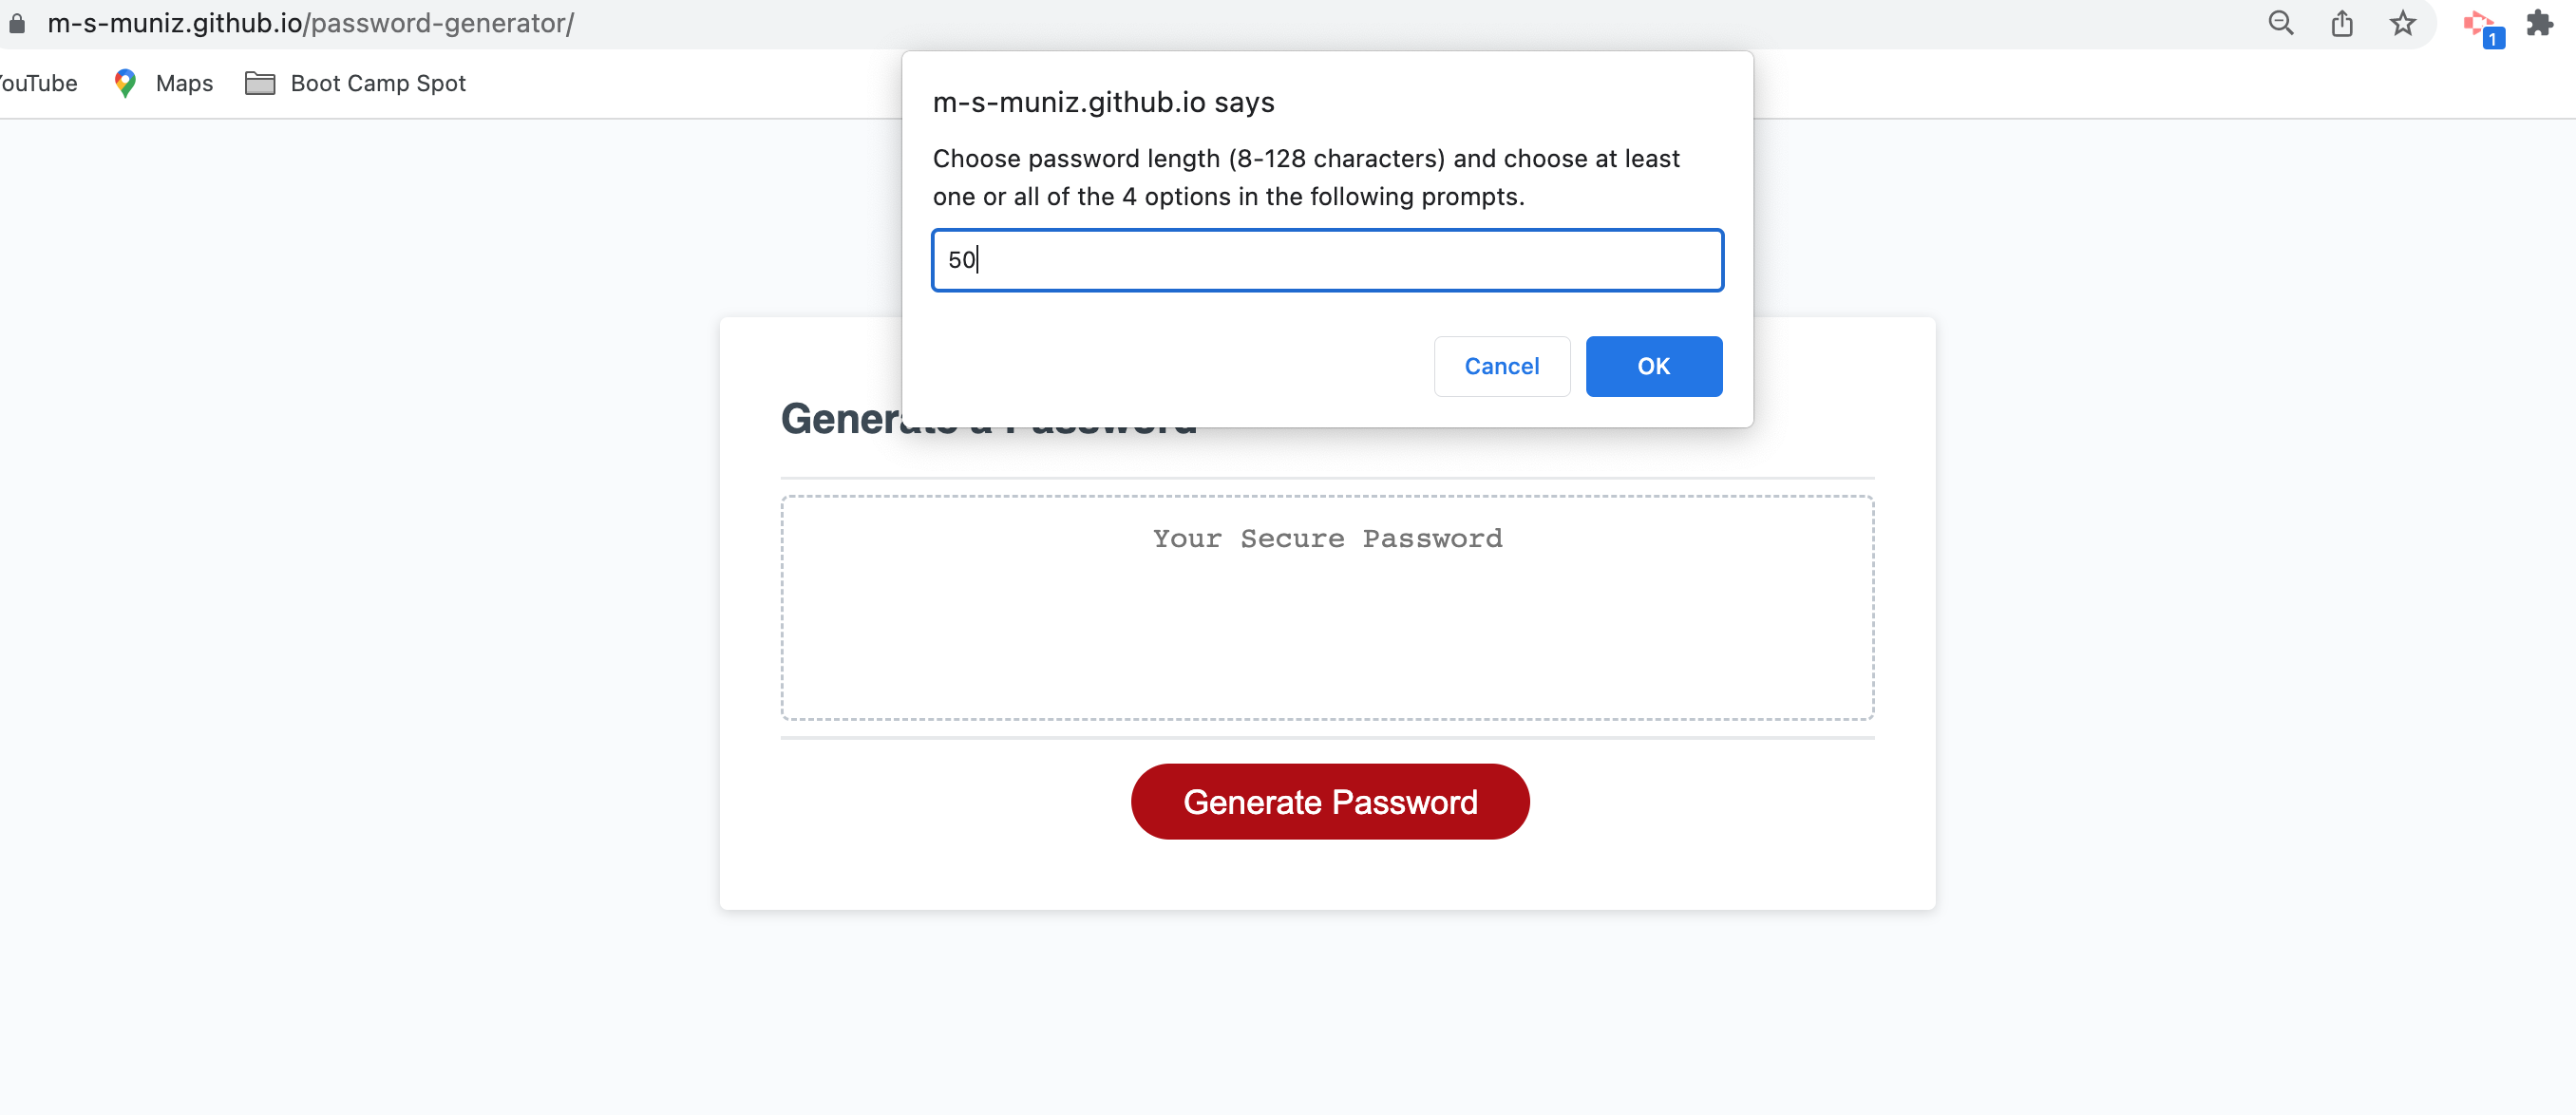 m-s-muniz.github.io/password-generator/
1
ouTube Maps Boot Camp Spot
m-s-muniz.github.io says
Choose password length (8-128 characters) and choose at least
one or all of the 4 options in the following prompts.
50
Cancel OK
Generate a Password
Your Secure Password
Generate Password